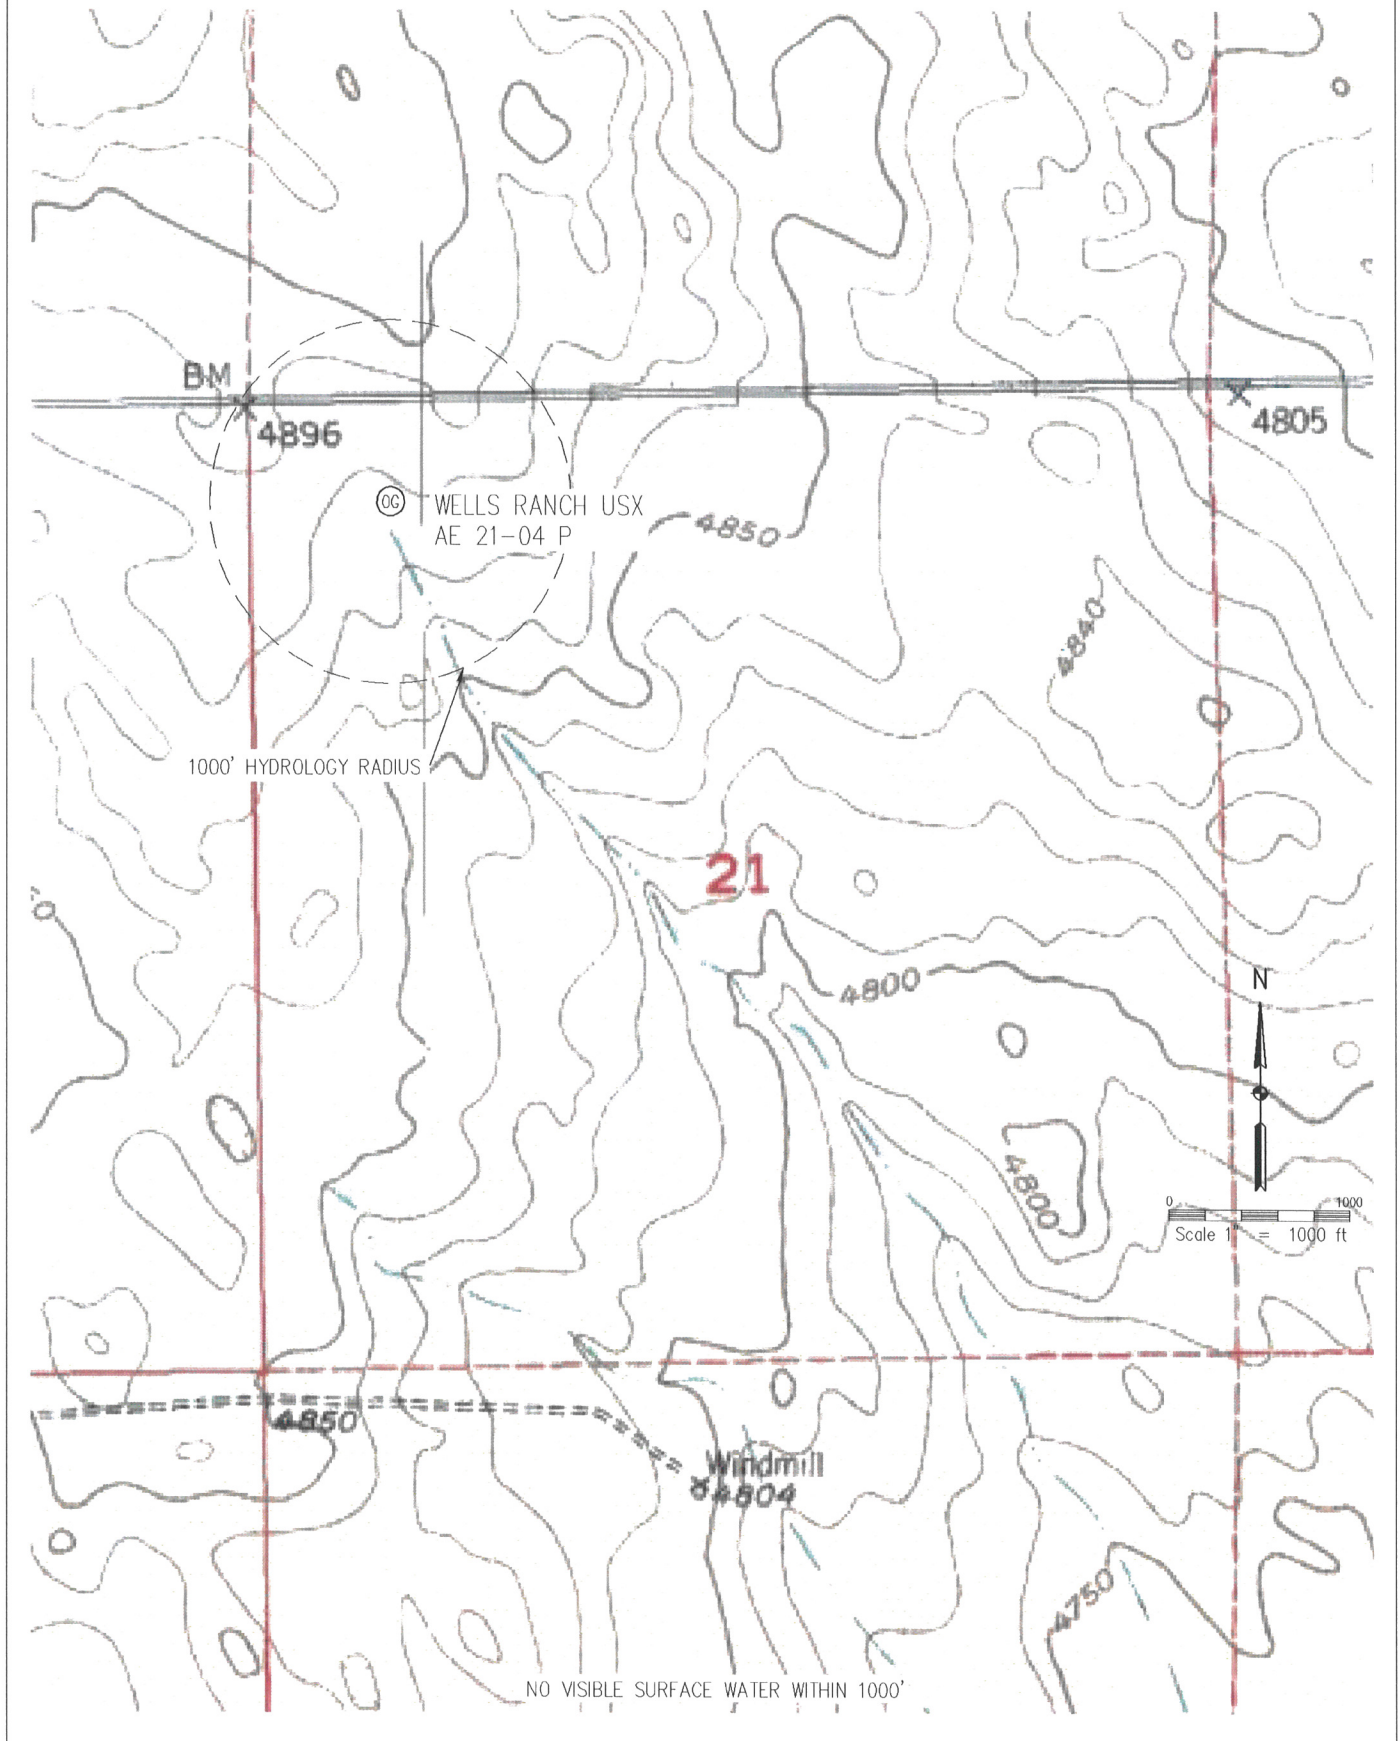 BM
4896
4805
OG
WELLS RANCH USX
AE 21-04 P
4850
4840
1000' HYDROLOGY RADIUS
21
0
4800
N
4800
0 1000
Scale 1" = 1000 ft
4850
Windmill
4804
4750
NO VISIBLE SURFACE WATER WITHIN 1000'